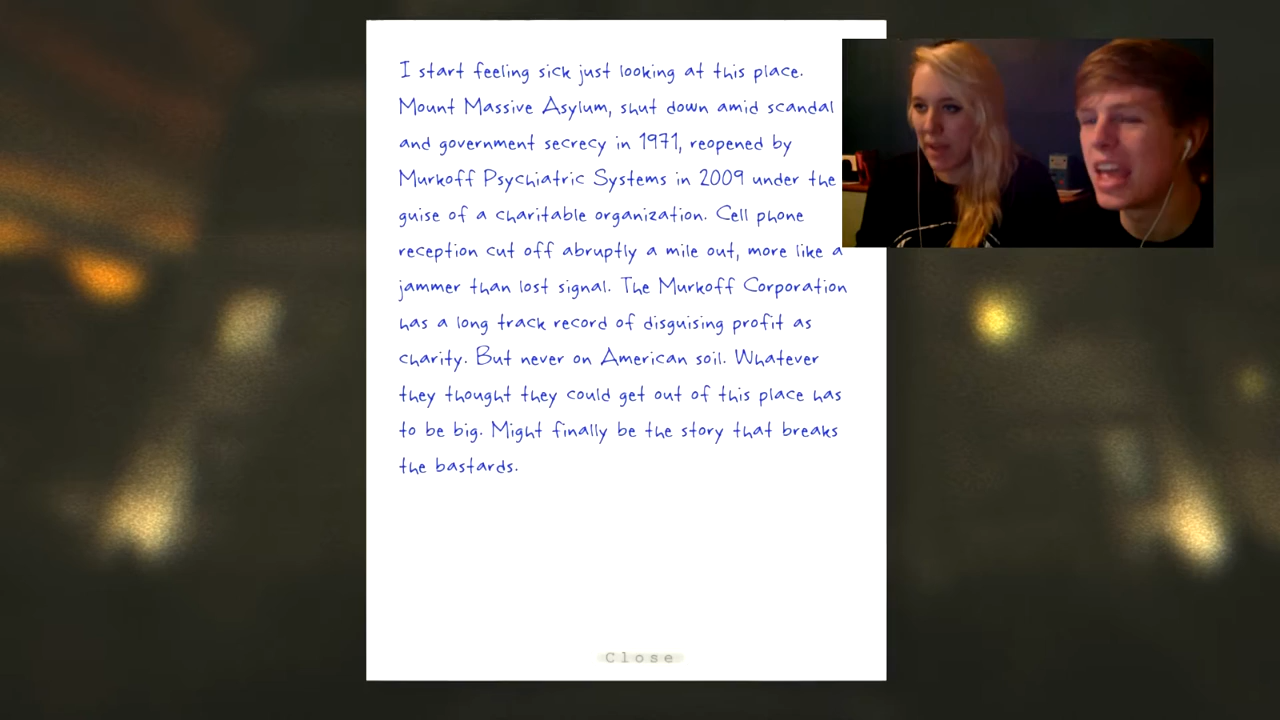 I start feeling sick just looking at this place.
Mount Massive Asylum, shut down amid scandal
and government secrecy in 1971, reopened by
Murkoff Psychiatric Systems in 2009 under the
guise of a charitable organization. Cell phone
reception cut off abruptly a mile out, more like a
jammer than lost signal. The Murkoff Corporation
has a long track record of disguising profit as
charity. But never on American soil. Whatever
they thought they could get out of this place has
to be big. Might finally be the story that breaks
the bastards.
Close